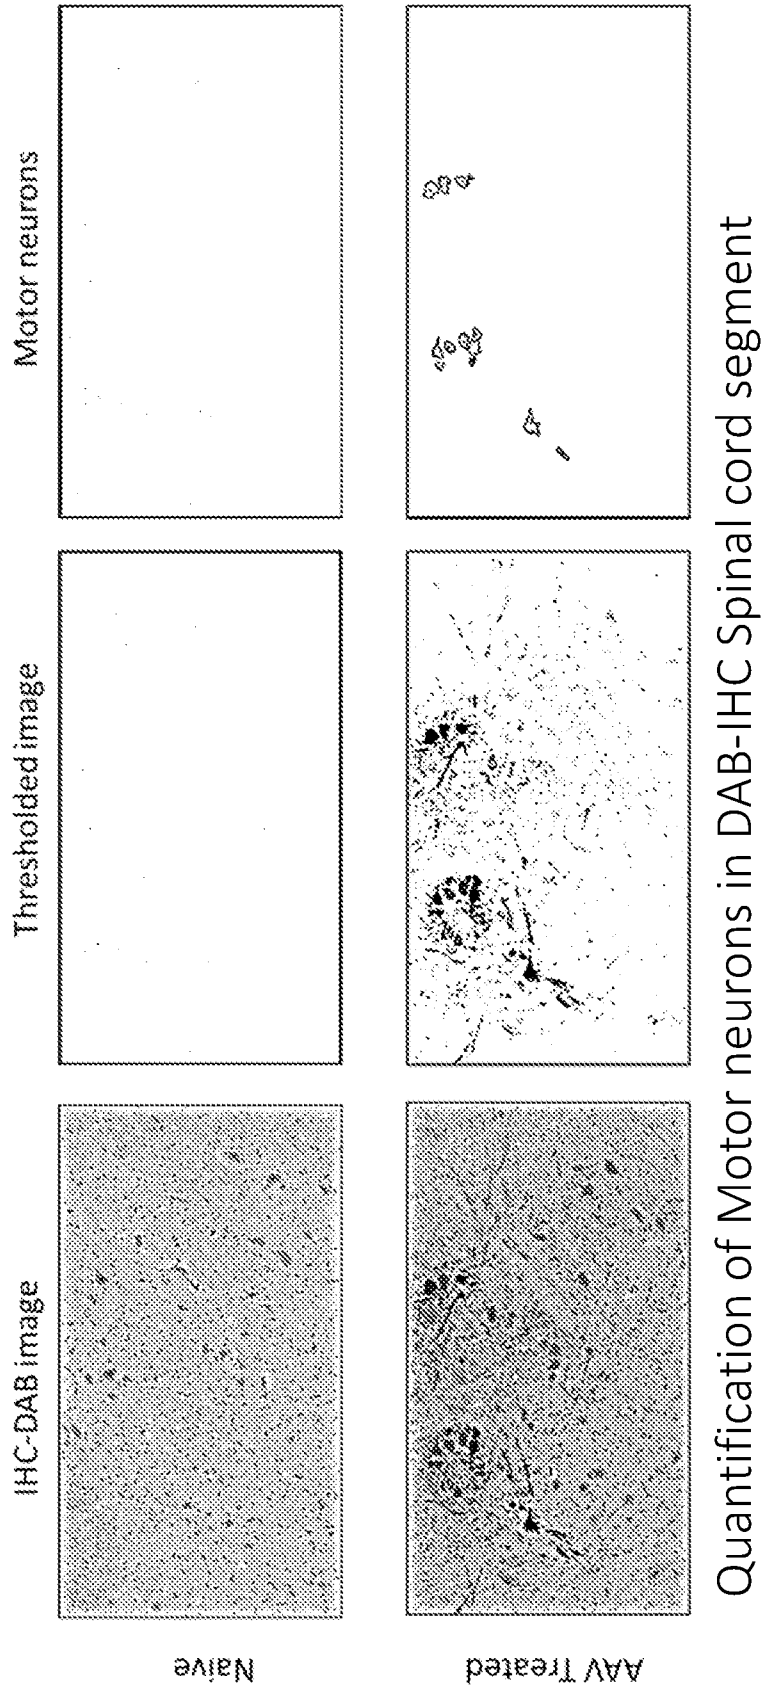 IHC-DAB image
Thresholded image
Motor neurons
Naive
AAV Treated
Quantification of Motor neurons in DAB-IHC Spinal cord segment